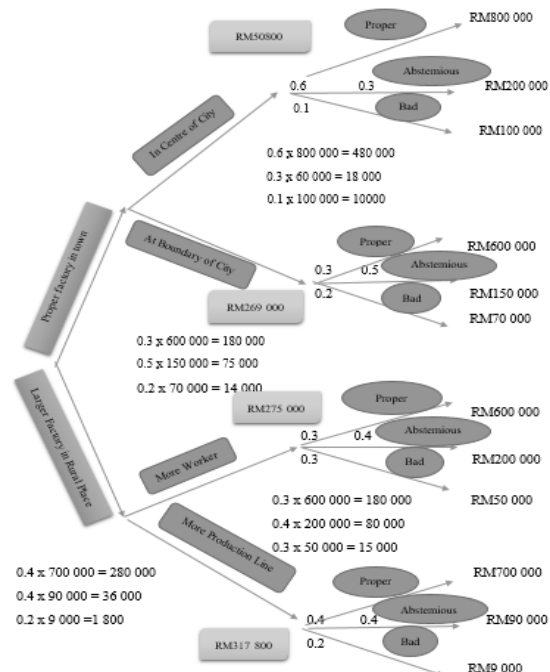 Proper
RM800 000
RM50800
Abstemious
0.6
0.3
RM200 000
Bad
0.1
RM100 000
In Centre of City
0.6 x 800 000 = 480 000
0.3 x 60 000 = 18 000
0.1 x 100 000 = 10000
Proper factory in town
At Boundary of City
Proper
RM600 000
0.3
0.5
Abstemious
0.2
Bad
RM150 000
RM269 000
RM70 000
0.3 x 600 000 = 180 000
0.5 x 150 000 = 75 000
0.2 x 70 000 = 14 000
Larger Factory in Rural Place
RM275 000
Proper
RM600 000
0.3
0.4
Abstemious
0.3
Bad
RM200 000
More Worker
RM50 000
0.3 x 600 000 = 180 000
0.4 x 200 000 = 80 000
0.3 x 50 000 = 15 000
More Production Line
0.4 x 700 000 = 280 000
0.4 x 90 000 = 36 000
0.2 x 9 000 =1 800
Proper
RM700 000
0.4
0.4
Abstemious
RM90 000
0.2
Bad
RM317 800
RM9 000